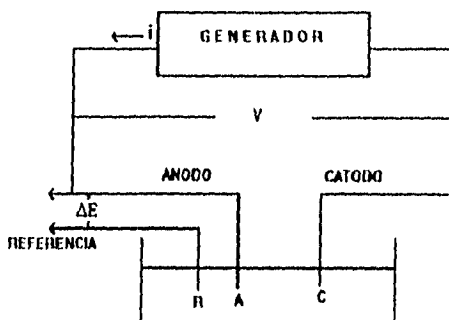 i
GENERADOR
V
ANODO
CATODO
ΔE
REFERENCIA
R
A
C